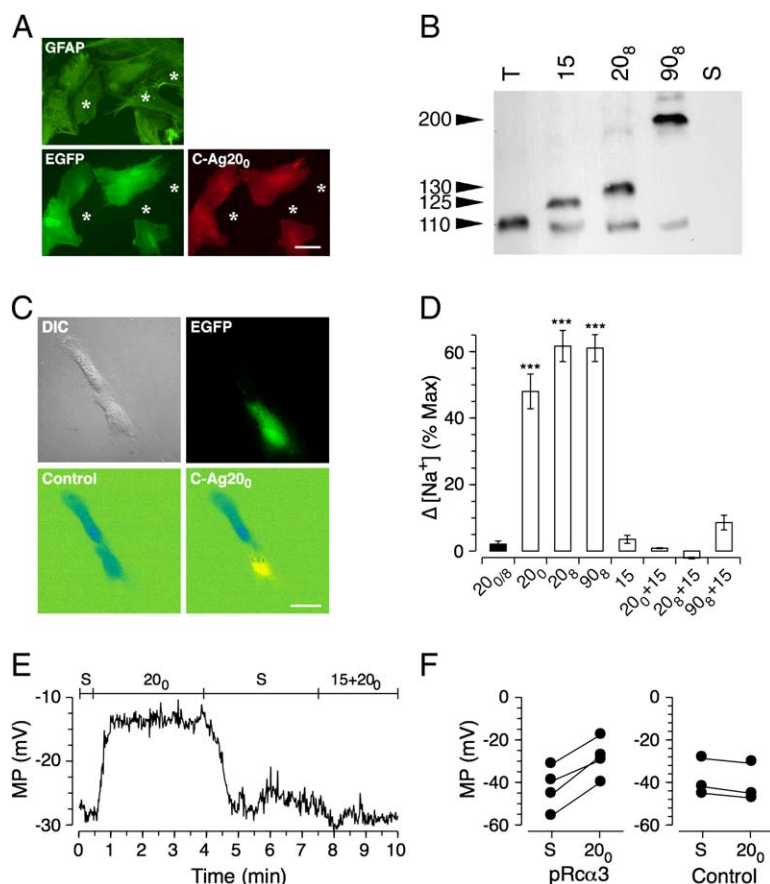 A
GFAP
*
*
*
EGFP
*
*
*
C-Ag20₀
*
*
*
B
T 15 20₈ 90₈ S
200
130
125
110
C
DIC
EGFP
Control
C-Ag20₀
D
Δ [Na⁺] (% Max)
60
40
20
0
***
***
***
20₀/₈ 20₀ 20₈ 90₈ 15 20₀+15 20₈+15 90₈+15
E
S 20₀ S 15+20₀
MP (mV)
-10
-20
-30
0 1 2 3 4 5 6 7 8 9 10
Time (min)
F
MP (mV)
0
-20
-40
-60
S 20₀
pRcα3
0
-20
-40
-60
S 20₀
Control